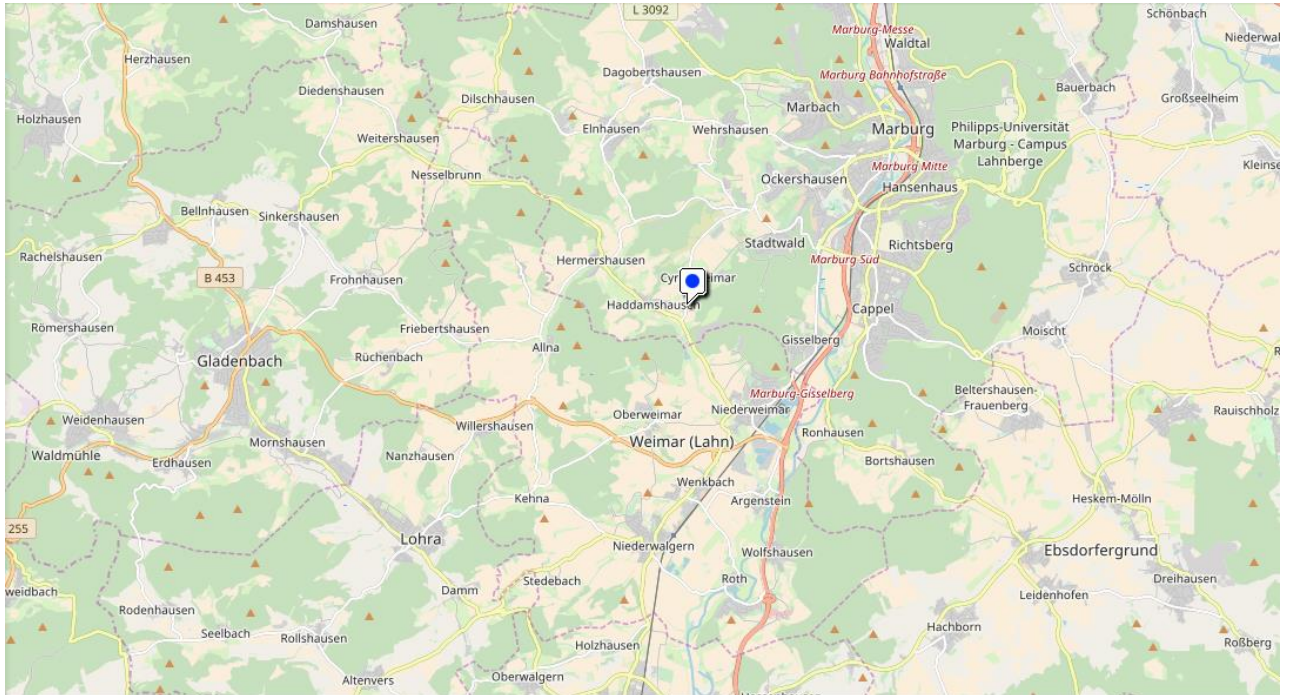 L 3092
Schönbach
Damshausen
Marburg-Messe
Waldtal
Herzhausen
Dagobertshausen
Marburg Bahnhofstraße
Bauerbach
Diedenshausen
Dilschhausen
Großseelheim
Marbach
Holzhausen
Elnhausen
Wehrshausen
Marburg
Philipps-Universität
Marburg - Campus
Lahnberge
Weitershausen
Marburg Mitte
Nesselbrunn
Ockershausen
Hansenhaus
Bellnhausen
Sinkershausen
Stadtwald
Richtsberg
Rachelshausen
Hermershausen
Marburg Süd
Schröck
B 453
Frohnhausen
Haddamshausen
Cappel
Römershausen
Friebertshausen
Moischt
Gisselberg
Allna
Rüchenbach
Gladenbach
Marburg-Gisselberg
Beltershausen-
Frauenberg
Weidenhausen
Oberweimar
Niederweimar
Willershausen
Ronhausen
Mornshausen
Weimar (Lahn)
Waldmühle
Nanzhausen
Erdhausen
Bortshausen
Wenkbach
Kehna
Argenstein
Heskem-Mölln
255
Lohra
Niederwalgern
Wolfshausen
Ebsdorfergrund
Stedebach
Roth
Dreihausen
Damm
Leidenhofen
Rodenhausen
Seelbach
Rollshausen
Hachborn
Holzhausen
Roßberg
Altenvers
Oberwalgern